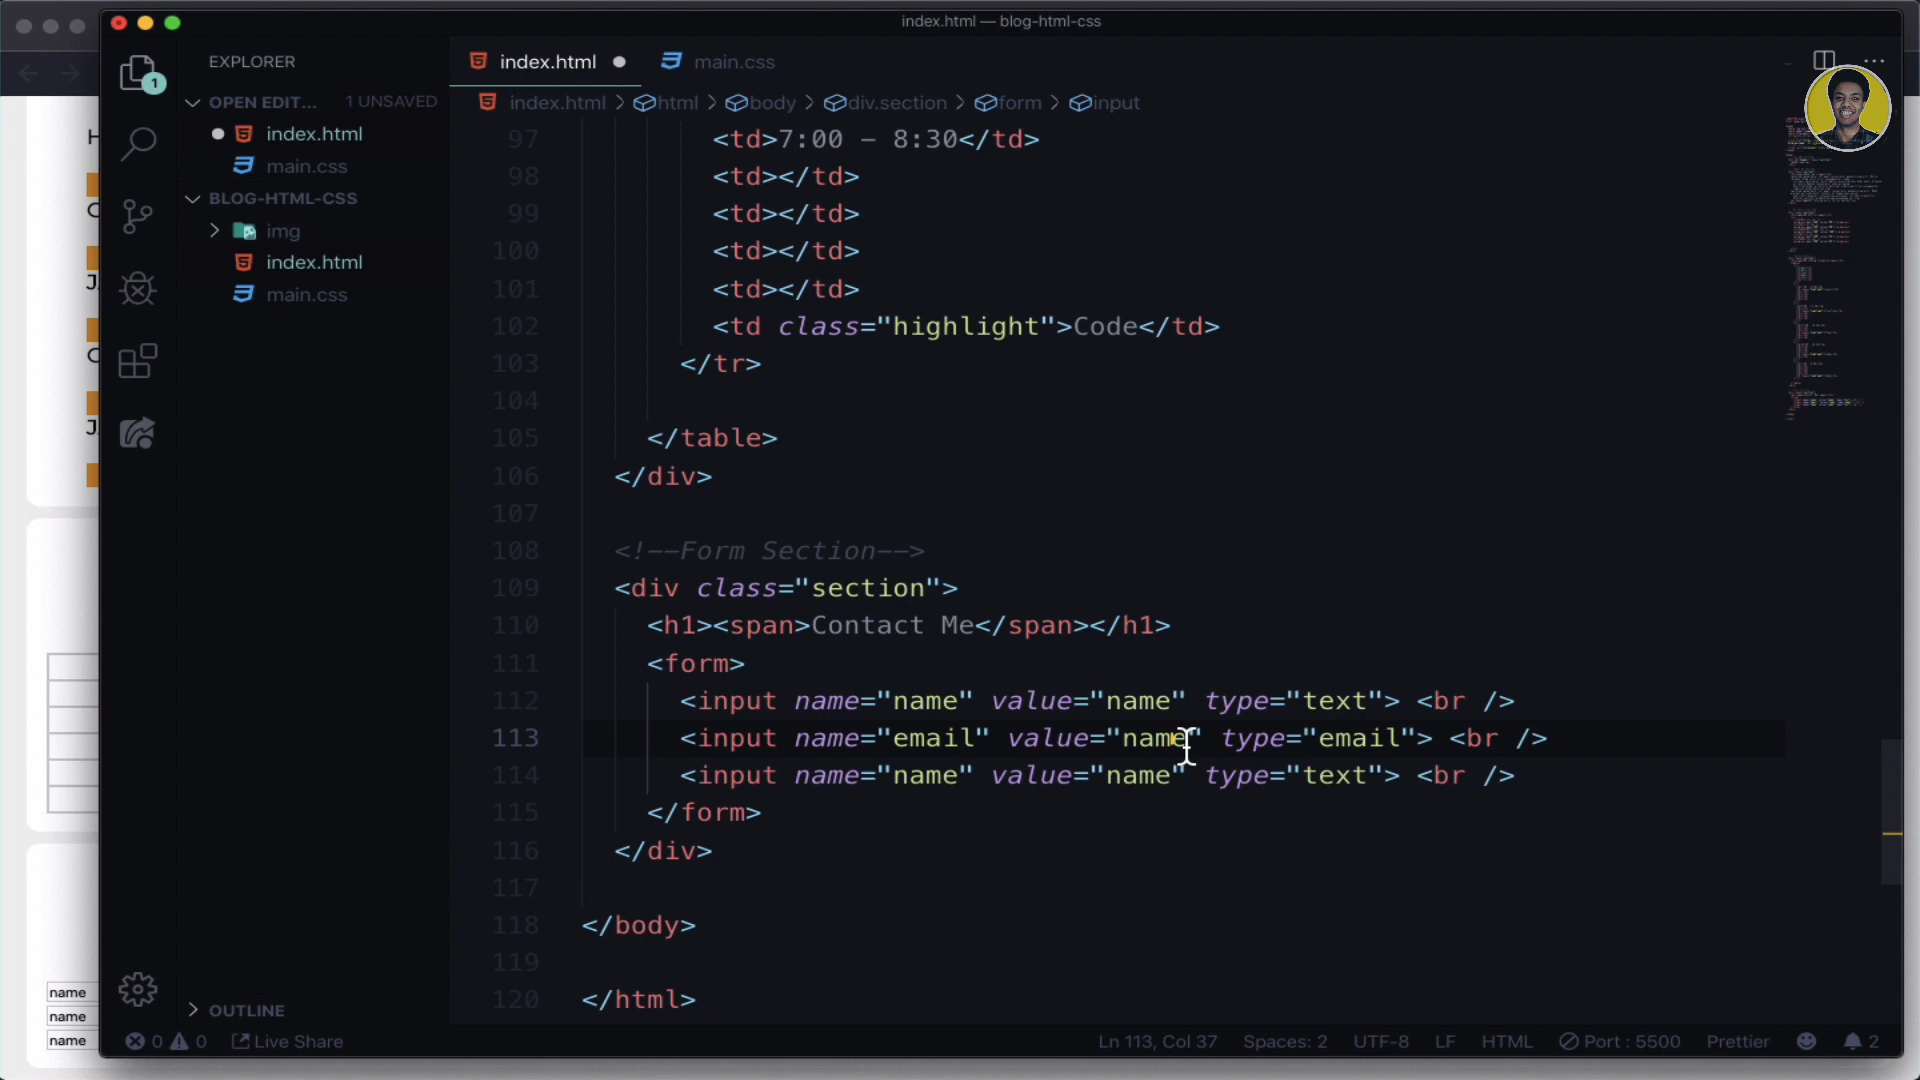 index.html — blog-html-css
EXPLORER
index.html
main.css
1
OPEN EDIT... 1 UNSAVED
index.html > html > body > div.section > form > input
index.html
main.css
BLOG-HTML-CSS
img
index.html
main.css
97 <td>7:00 – 8:30</td>
98 <td></td>
99 <td></td>
100 <td></td>
101 <td></td>
102 <td class="highlight">Code</td>
103 </tr>
104
105 </table>
106 </div>
107
108 <!--Form Section-->
109 <div class="section">
110 <h1><span>Contact Me</span></h1>
111 <form>
112 <input name="name" value="name" type="text"> <br />
113 <input name="email" value="name" type="email"> <br />
114 <input name="name" value="name" type="text"> <br />
115 </form>
116 </div>
117
118 </body>
119
120 </html>
name
name
name
OUTLINE
0 0 Live Share
Ln 113, Col 37 Spaces: 2 UTF-8 LF HTML Port : 5500 Prettier 2